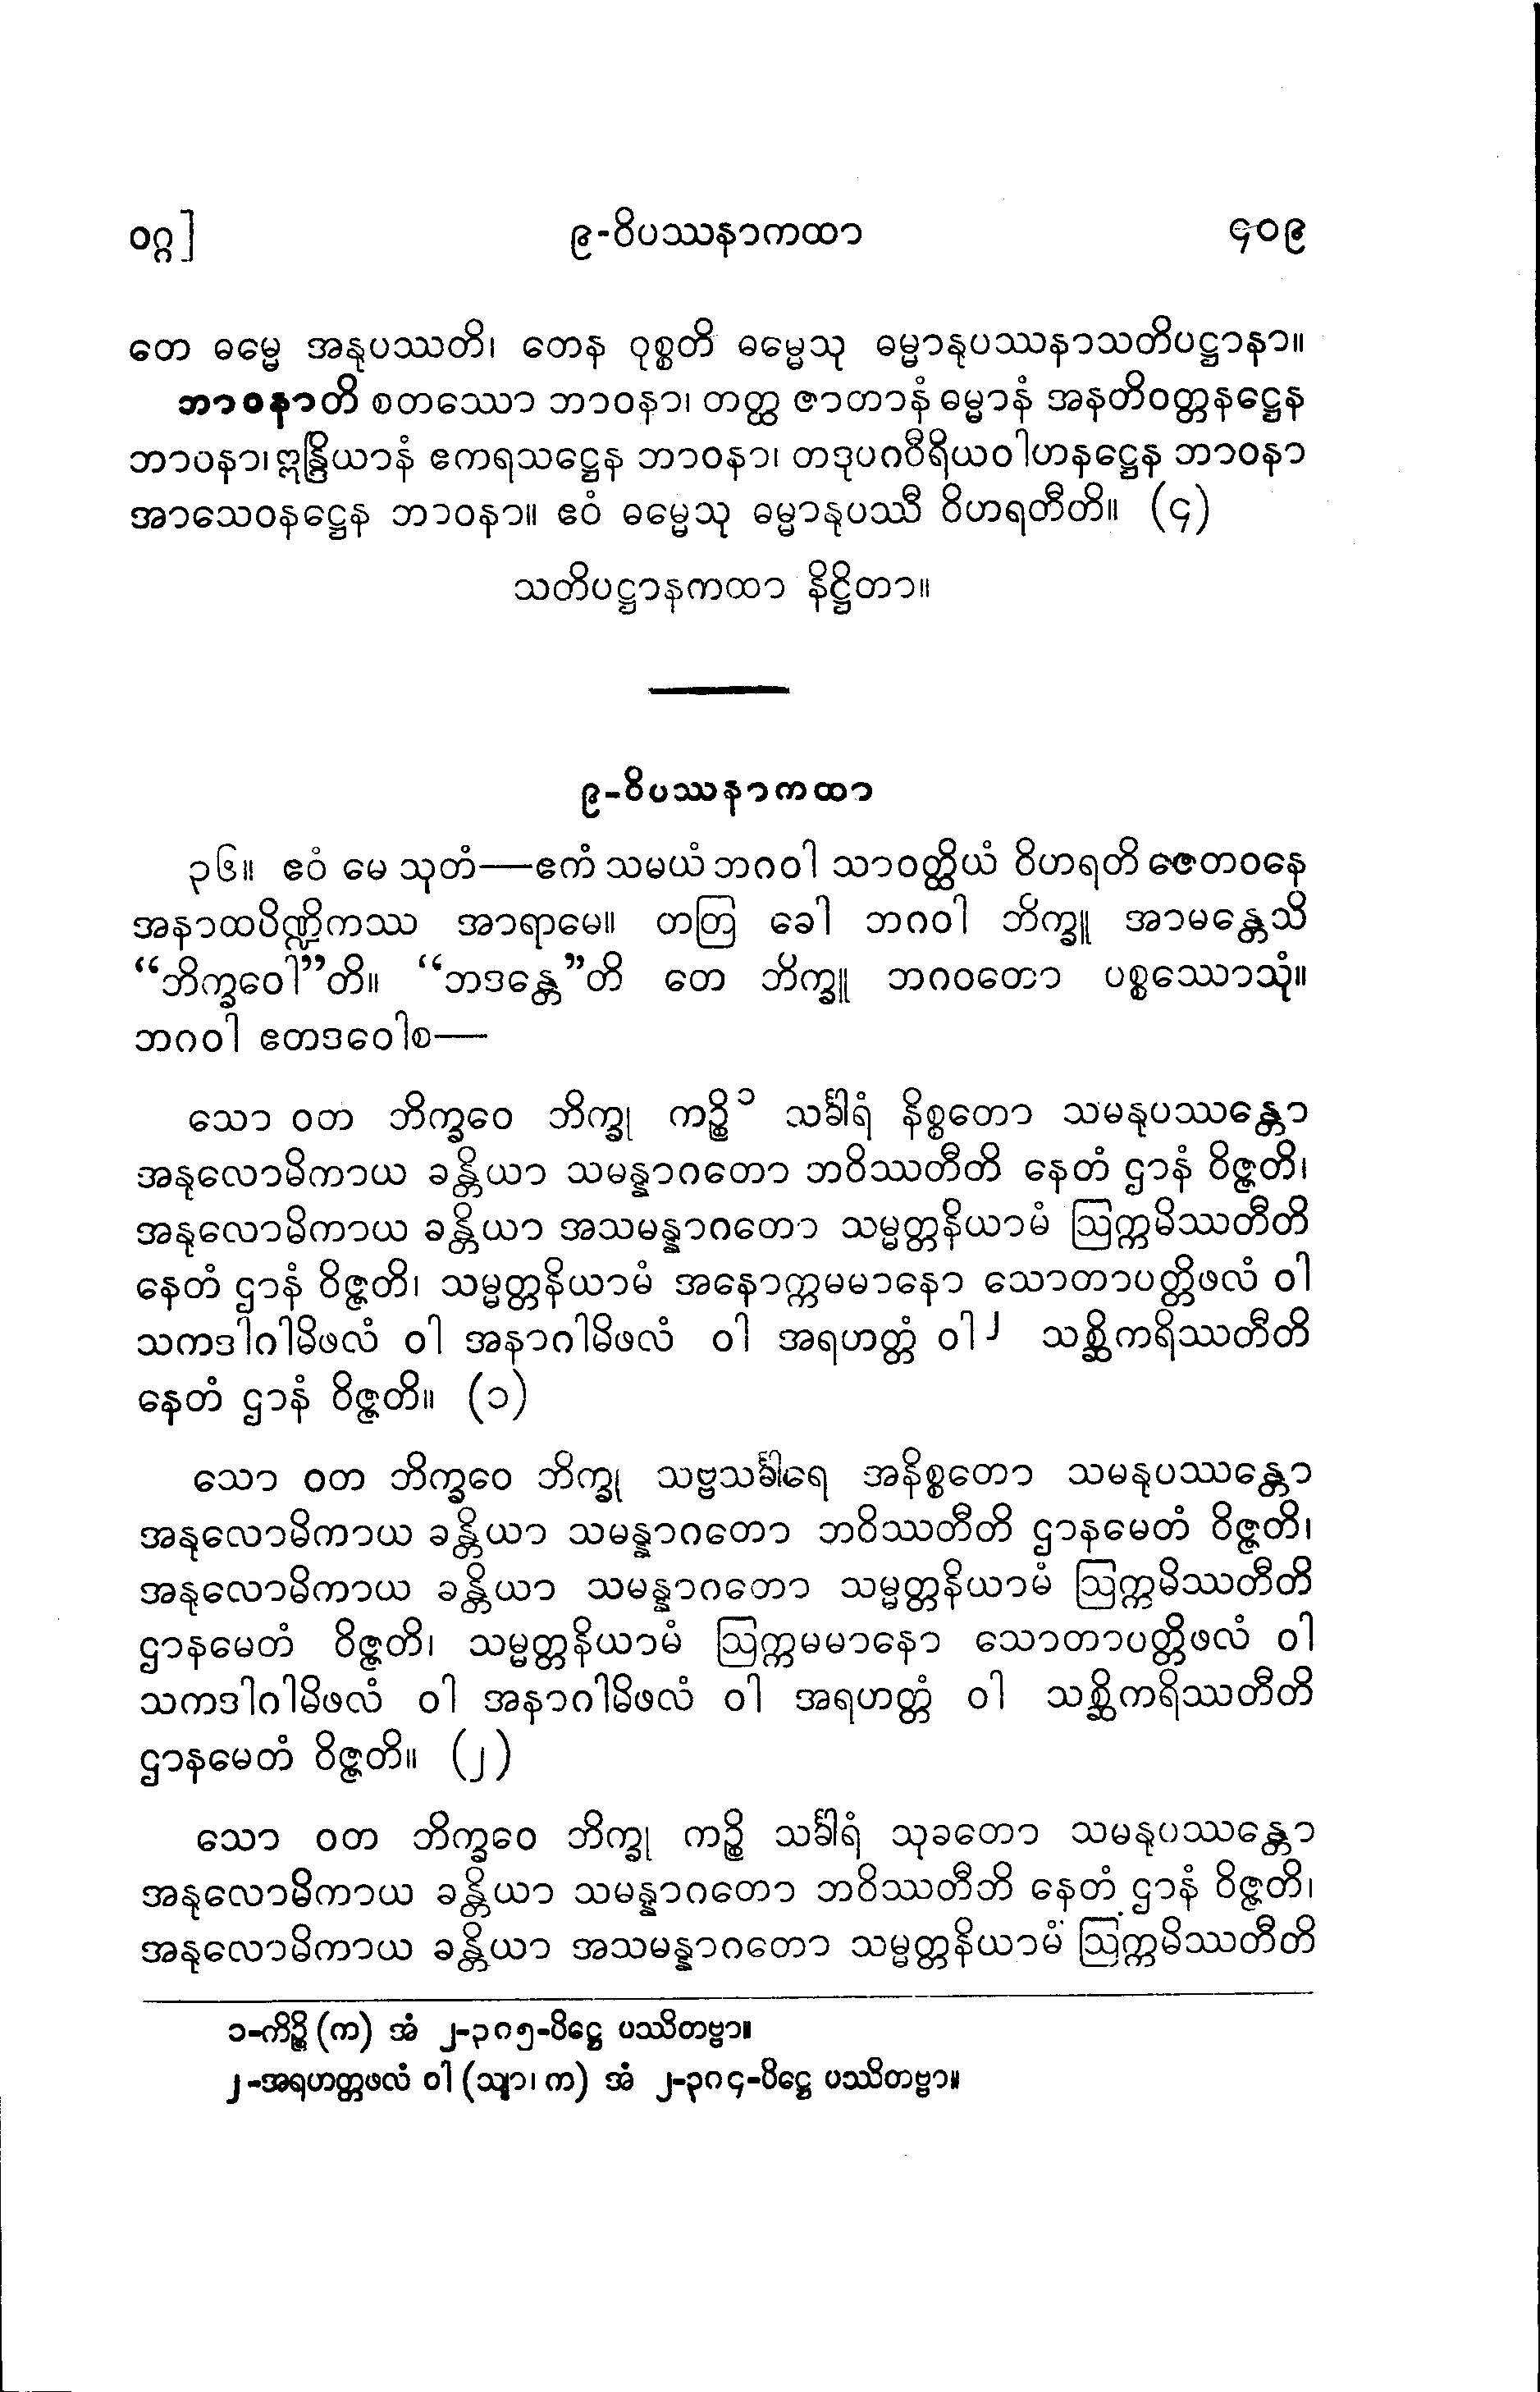 ဝဂ္ဂ] ၉-ဝိပဿနာကထာ ၄၀၉
တေ ဓမ္မေ အနုပဿတိ၊ တေန ဝုစ္စတိ ဓမ္မေသု ဓမ္မာနုပဿနာသတိပဋ္ဌာနာ။
ဘာဝနာတိ စတဿော ဘာဝနာ၊ တတ္ထ ဇာတာနံ ဓမ္မာနံ အနတိဝတ္တနဋ္ဌေန
ဘာဝနာ၊ ဣန္ဒြိယာနံ ဧကရသဋ္ဌေန ဘာဝနာ၊ တဒုပဂဝီရိယဝါဟနဋ္ဌေန ဘာဝနာ
အာသေဝနဋ္ဌေန ဘာဝနာ။ ဧဝံ ဓမ္မေသု ဓမ္မာနုပဿီ ဝိဟရတီတိ။ (၄)
သတိပဋ္ဌာနကထာ နိဋ္ဌိတာ။
၉-ဝိပဿနာကထာ
၃၆။ ဧဝံ မေ သုတံ—ဧကံ သမယံ ဘဂဝါ သာဝတ္ထိယံ ဝိဟရတိ ဇေတဝနေ
အနာထပိဏ္ဍိကဿ အာရာမေ။ တတြ ခေါ ဘဂဝါ ဘိက္ခူ အာမန္တေသိ
“ဘိက္ခဝေါ”တိ။ “ဘဒန္တေ”တိ တေ ဘိက္ခူ ဘဂဝတော ပစ္စဿောသုံ။
ဘဂဝါ ဧတဒဝေါစ—
သော ဝတ ဘိက္ခဝေ ဘိက္ခု ကဉ္စိ၁ သင်္ခါရံ နိစ္စတော သမနုပဿန္တော
အနုလောမိကာယ ခန္တိယာ သမန္နာဂတော ဘဝိဿတီတိ နေတံ ဌာနံ ဝိဇ္ဇတိ၊
အနုလောမိကာယ ခန္တိယာ အသမန္နာဂတော သမ္မတ္တနိယာမံ ဩက္ကမိဿတီတိ
နေတံ ဌာနံ ဝိဇ္ဇတိ၊ သမ္မတ္တနိယာမံ အနောက္ကမမာနော သောတာပတ္တိဖလံ ဝါ
သကဒါဂါမိဖလံ ဝါ အနာဂါမိဖလံ ဝါ အရဟတ္တံ ဝါ၂ သစ္ဆိကရိဿတီတိ
နေတံ ဌာနံ ဝိဇ္ဇတိ။ (၁)
သော ဝတ ဘိက္ခဝေ ဘိက္ခု သဗ္ဗသင်္ခါရေ အနိစ္စတော သမနုပဿန္တော
အနုလောမိကာယ ခန္တိယာ သမန္နာဂတော ဘဝိဿတီတိ ဌာနမေတံ ဝိဇ္ဇတိ၊
အနုလောမိကာယ ခန္တိယာ သမန္နာဂတော သမ္မတ္တနိယာမံ ဩက္ကမိဿတီတိ
ဌာနမေတံ ဝိဇ္ဇတိ၊ သမ္မတ္တနိယာမံ ဩက္ကမမာနော သောတာပတ္တိဖလံ ဝါ
သကဒါဂါမိဖလံ ဝါ အနာဂါမိဖလံ ဝါ အရဟတ္တံ ဝါ သစ္ဆိကရိဿတီတိ
ဌာနမေတံ ဝိဇ္ဇတိ။ (၂)
သော ဝတ ဘိက္ခဝေ ဘိက္ခု ကဉ္စိ သင်္ခါရံ သုခတော သမနုပဿန္တော
အနုလောမိကာယ ခန္တိယာ သမန္နာဂတော ဘဝိဿတီတိ နေတံ ဌာနံ ဝိဇ္ဇတိ၊
အနုလောမိကာယ ခန္တိယာ အသမန္နာဂတော သမ္မတ္တနိယာမံ ဩက္ကမိဿတီတိ
၁-ကိဉ္စိ (က) အံ ၂-၃၈၅-ပိဋ္ဌေ ပဿိတဗ္ဗာ။
၂-အရဟတ္တဖလံ ဝါ (သျာ၊ က) အံ ၂-၃၈၄-ပိဋ္ဌေ ပဿိတဗ္ဗာ။